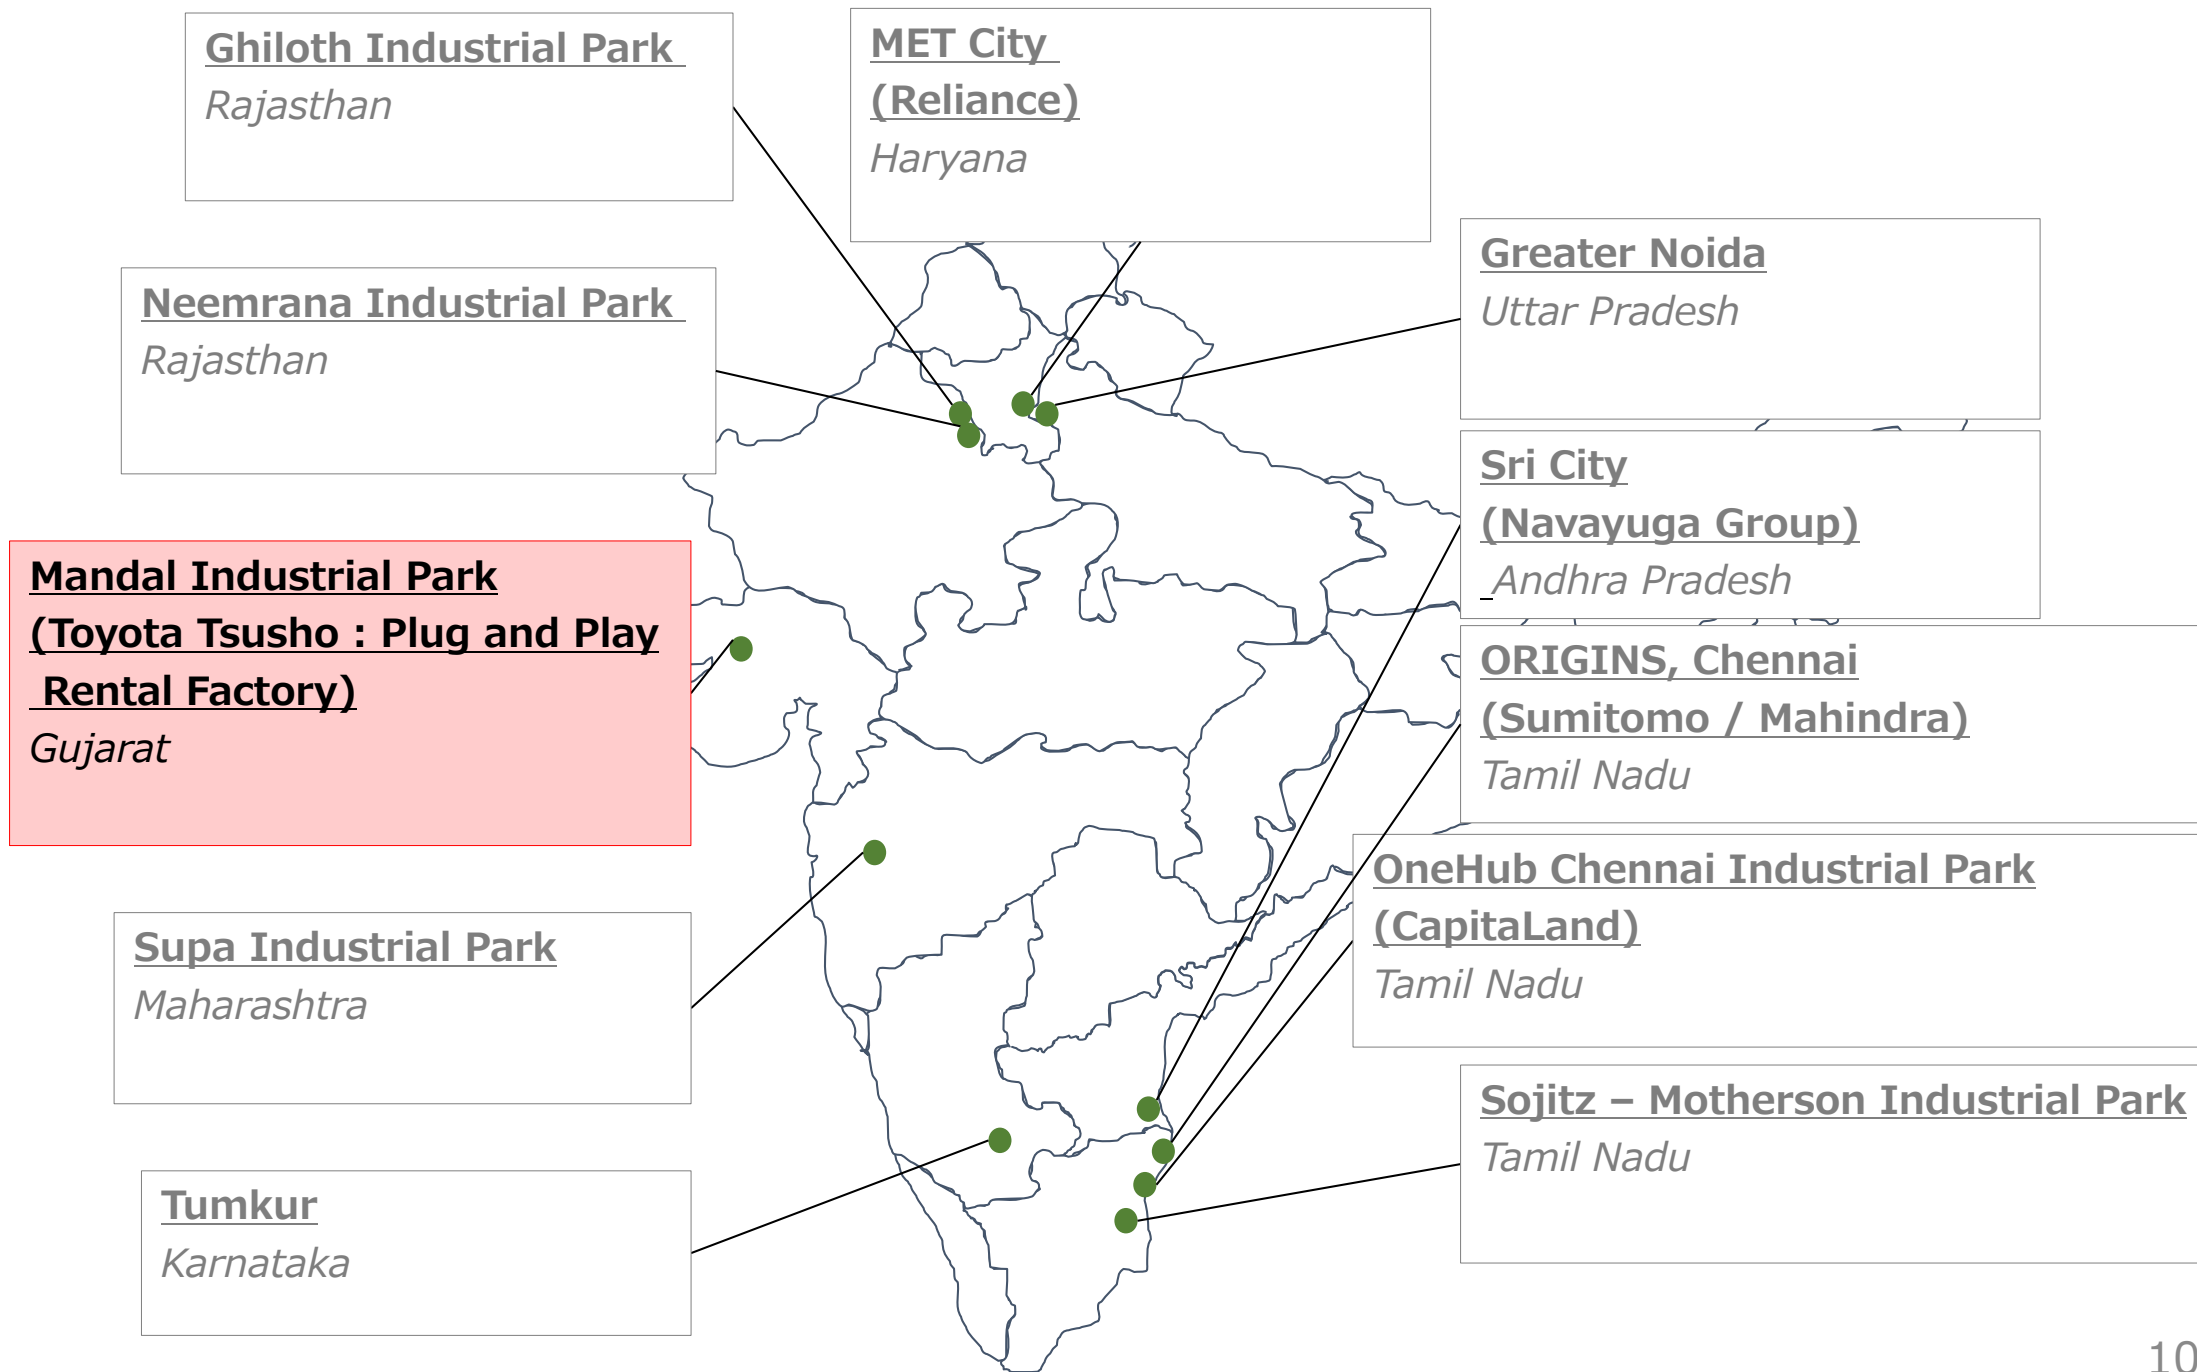 Ghiloth Industrial Park
Rajasthan
MET City
(Reliance)
Haryana
Neemrana Industrial Park
Rajasthan
Greater Noida
Uttar Pradesh
Sri City
(Navayuga Group)
Andhra Pradesh
Mandal Industrial Park
(Toyota Tsusho : Plug and Play
Rental Factory)
Gujarat
ORIGINS, Chennai
(Sumitomo / Mahindra)
Tamil Nadu
OneHub Chennai Industrial Park
(CapitaLand)
Tamil Nadu
Supa Industrial Park
Maharashtra
Sojitz – Motherson Industrial Park
Tamil Nadu
Tumkur
Karnataka
10